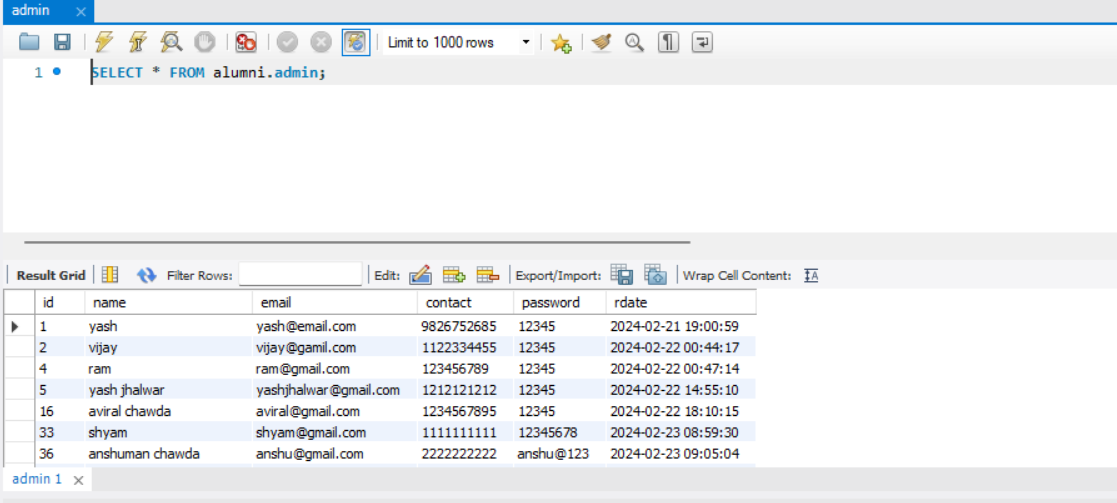 admin
Limit to 1000 rows
1 SELECT * FROM alumni.admin;
Result Grid Filter Rows: Edit: Export/Import: Wrap Cell Content:
id name email contact password rdate
1 yash yash@email.com 9826752685 12345 2024-02-21 19:00:59
2 vijay vijay@gamil.com 1122334455 12345 2024-02-22 00:44:17
4 ram ram@gmail.com 123456789 12345 2024-02-22 00:47:14
5 yash jhalwar yashjhalwar@gmail.com 1212121212 12345 2024-02-22 14:55:10
16 aviral chawda aviral@gmail.com 1234567895 12345 2024-02-22 18:10:15
33 shyam shyam@gmail.com 1111111111 12345678 2024-02-23 08:59:30
36 anshuman chawda anshu@gmail.com 2222222222 anshu@123 2024-02-23 09:05:04
admin 1